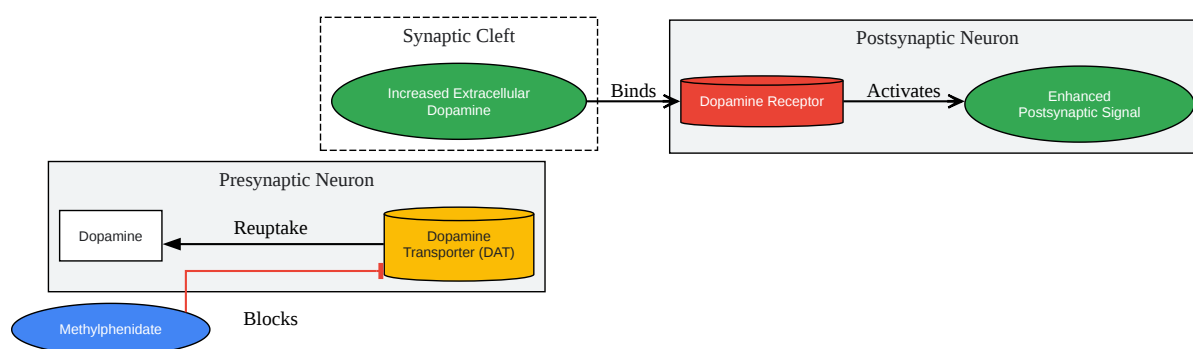 Synaptic Cleft
Increased Extracellular
Dopamine
Binds
Postsynaptic Neuron
Dopamine Receptor
Activates
Enhanced
Postsynaptic Signal
Presynaptic Neuron
Dopamine
Reuptake
Dopamine
Transporter (DAT)
Methylphenidate
Blocks